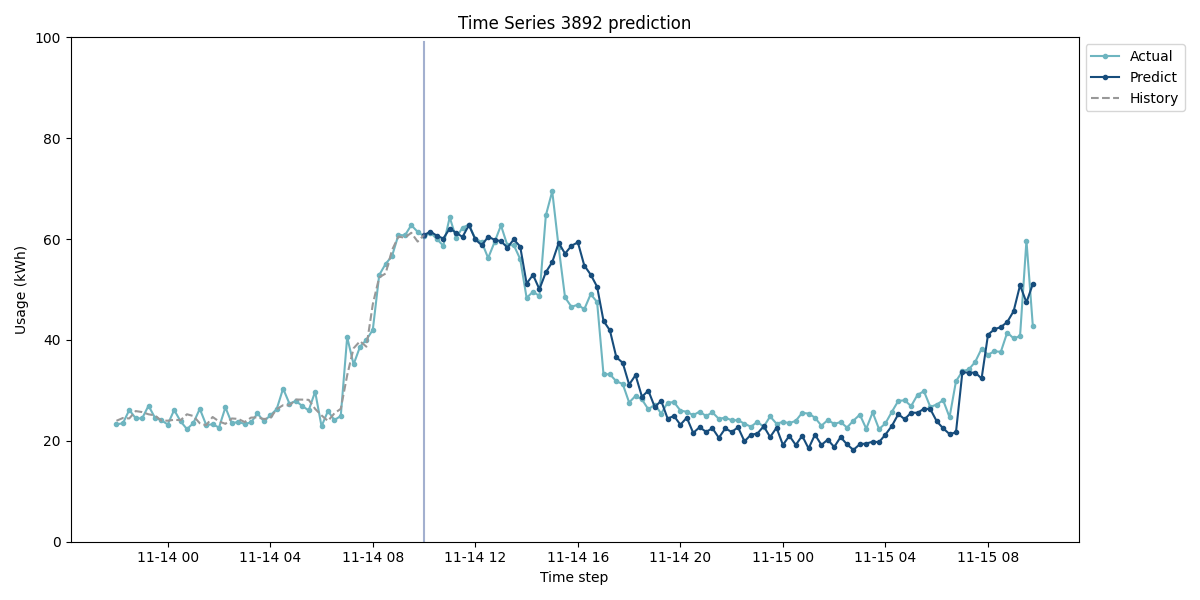 Time Series 3892 prediction
100
80
60
40
20
0
Usage (kWh)
11-14 00
11-14 04
11-14 08
11-14 12
11-14 16
11-14 20
11-15 00
11-15 04
11-15 08
Time step
Actual
Predict
History